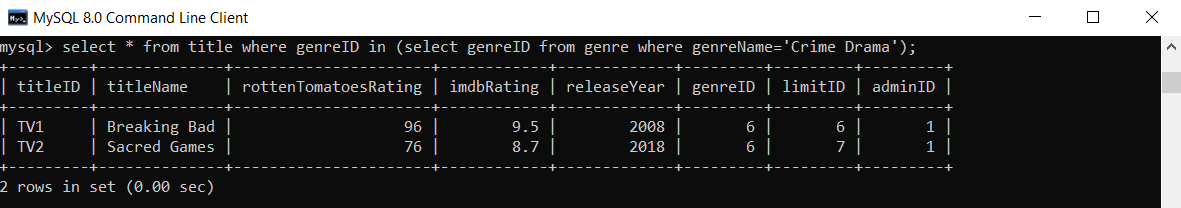 MySQL 8.0 Command Line Client
mysql> select * from title where genreID in (select genreID from genre where genreName='Crime Drama');
+---------+--------------+----------------------+------------+-------------+---------+---------+---------+
| titleID | titleName    | rottenTomatoesRating | imdbRating | releaseYear | genreID | limitID | adminID |
+---------+--------------+----------------------+------------+-------------+---------+---------+---------+
| TV1     | Breaking Bad |                   96 |        9.5 |        2008 |       6 |       6 |       1 |
| TV2     | Sacred Games |                   76 |        8.7 |        2018 |       6 |       7 |       1 |
+---------+--------------+----------------------+------------+-------------+---------+---------+---------+
2 rows in set (0.00 sec)